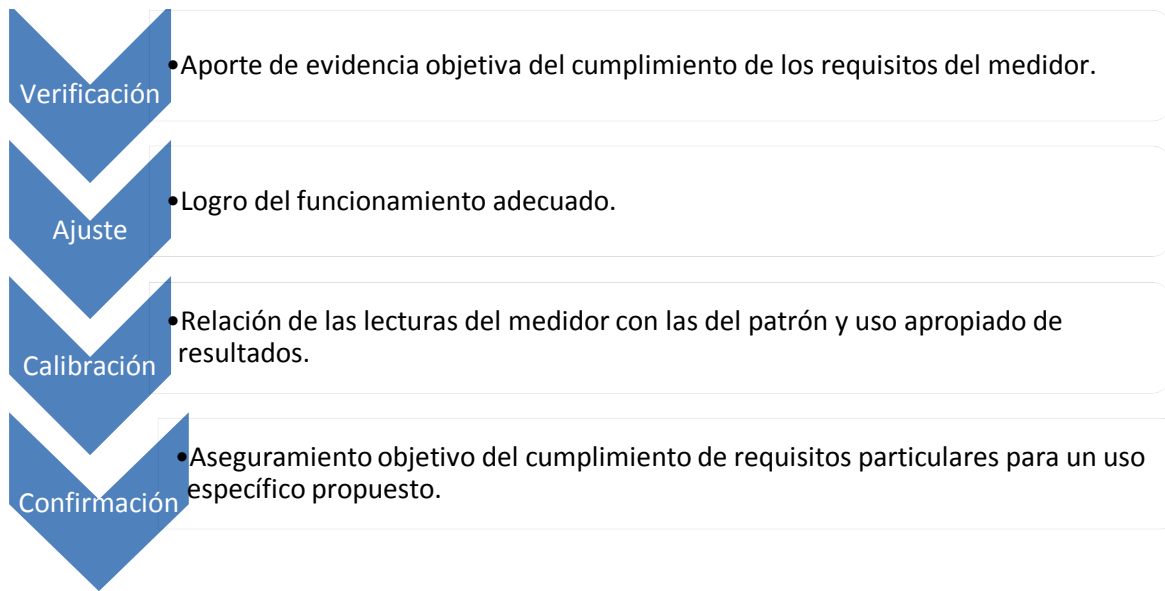 Verificación
•Aporte de evidencia objetiva del cumplimiento de los requisitos del medidor.
Ajuste
•Logro del funcionamiento adecuado.
Calibración
•Relación de las lecturas del medidor con las del patrón y uso apropiado de
resultados.
Confirmación
•Aseguramiento objetivo del cumplimiento de requisitos particulares para un uso
específico propuesto.